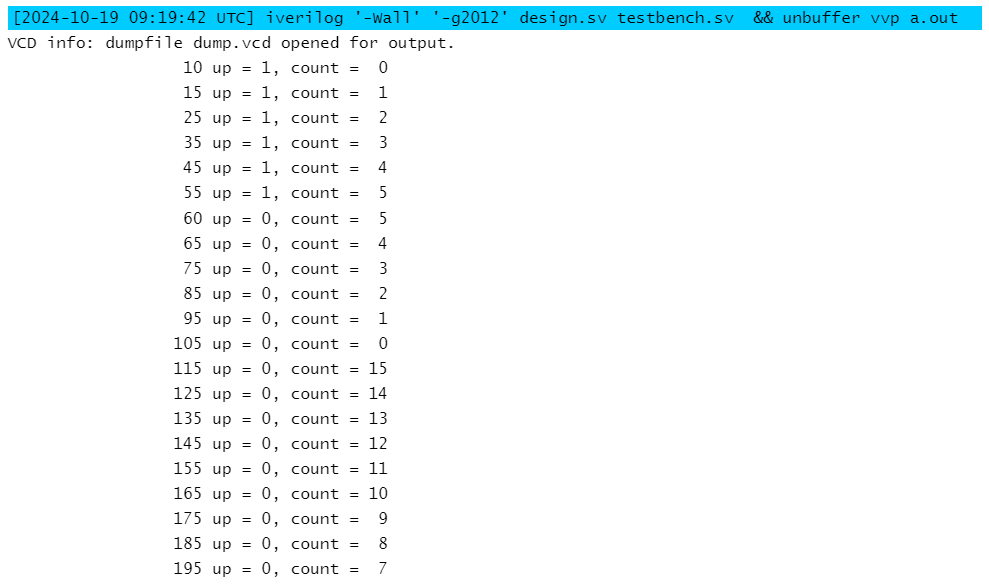 [2024-10-19 09:19:42 UTC] iverilog '-Wall' '-g2012' design.sv testbench.sv  && unbuffer vvp a.out
VCD info: dumpfile dump.vcd opened for output.
                  10 up = 1, count =  0
                  15 up = 1, count =  1
                  25 up = 1, count =  2
                  35 up = 1, count =  3
                  45 up = 1, count =  4
                  55 up = 1, count =  5
                  60 up = 0, count =  5
                  65 up = 0, count =  4
                  75 up = 0, count =  3
                  85 up = 0, count =  2
                  95 up = 0, count =  1
                 105 up = 0, count =  0
                 115 up = 0, count = 15
                 125 up = 0, count = 14
                 135 up = 0, count = 13
                 145 up = 0, count = 12
                 155 up = 0, count = 11
                 165 up = 0, count = 10
                 175 up = 0, count =  9
                 185 up = 0, count =  8
                 195 up = 0, count =  7